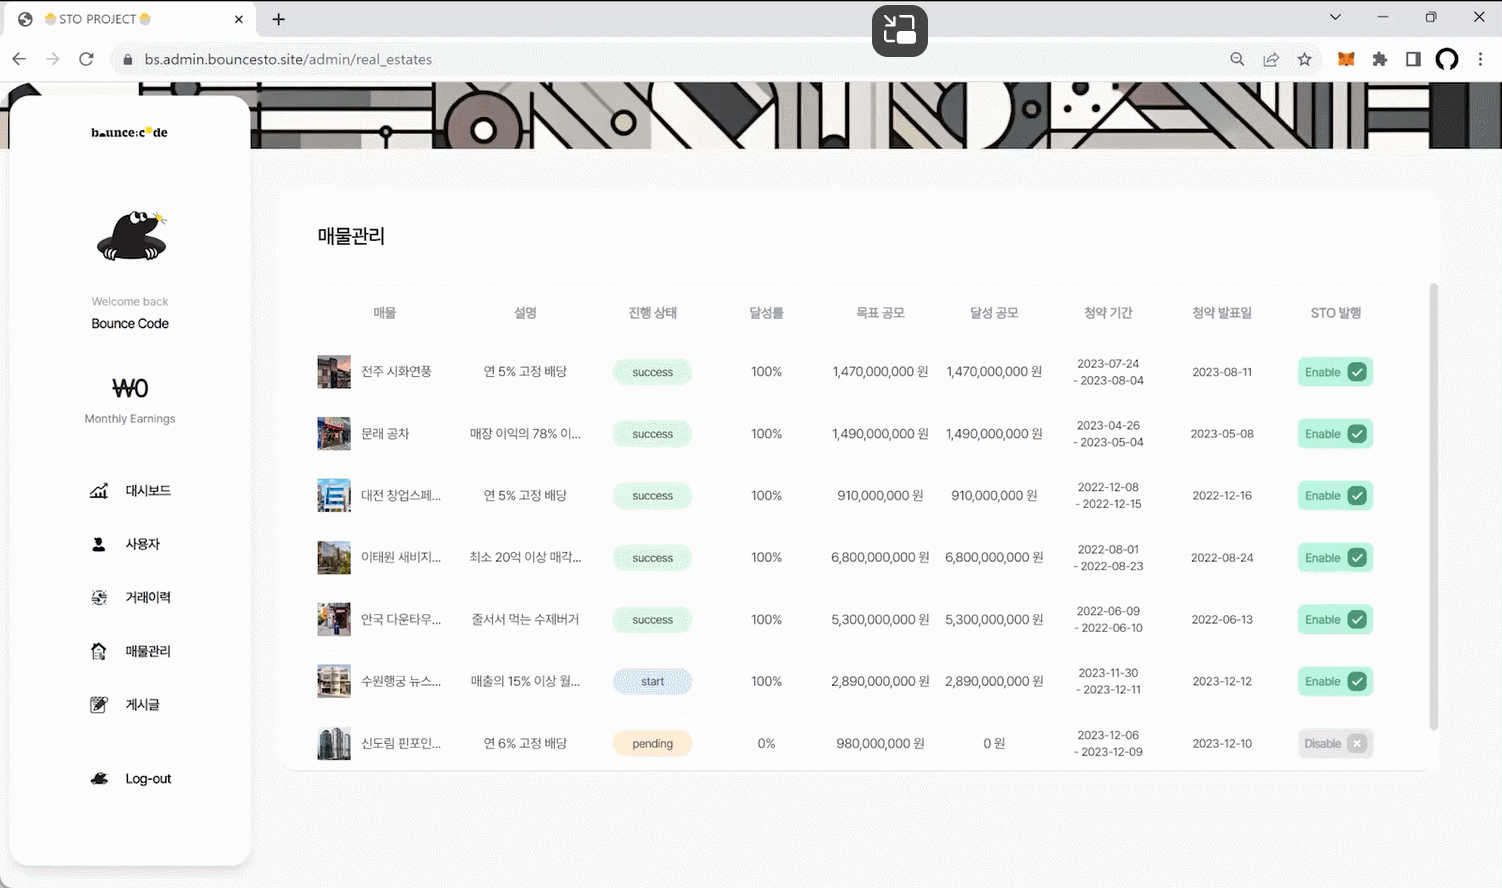 STO PROJECT
bs.admin.bouncesto.site/admin/real_estates
bounce:code
Welcome back
Bounce Code
₩0
Monthly Earnings
대시보드
사용자
거래이력
매물관리
게시글
Log-out
매물관리
매물 설명 진행 상태 달성률 목표 공모 달성 공모 청약 기간 청약 발표일 STO 발행
전주 시화연풍 연 5% 고정 배당 success 100% 1,470,000,000 원 1,470,000,000 원 2023-07-24 - 2023-08-04 2023-08-11 Enable
문래 공차 매장 이익의 78% 이... success 100% 1,490,000,000 원 1,490,000,000 원 2023-04-26 - 2023-05-04 2023-05-08 Enable
대전 창업스페... 연 5% 고정 배당 success 100% 910,000,000 원 910,000,000 원 2022-12-08 - 2022-12-15 2022-12-16 Enable
이태원 새비지... 최소 20억 이상 매각... success 100% 6,800,000,000 원 6,800,000,000 원 2022-08-01 - 2022-08-23 2022-08-24 Enable
안국 다운타우... 줄서서 먹는 수제버거 success 100% 5,300,000,000 원 5,300,000,000 원 2022-06-09 - 2022-06-10 2022-06-13 Enable
수원행궁 뉴스... 매출의 15% 이상 월... start 100% 2,890,000,000 원 2,890,000,000 원 2023-11-30 - 2023-12-11 2023-12-12 Enable
신도림 핀포인... 연 6% 고정 배당 pending 0% 980,000,000 원 0 원 2023-12-06 - 2023-12-09 2023-12-10 Disable